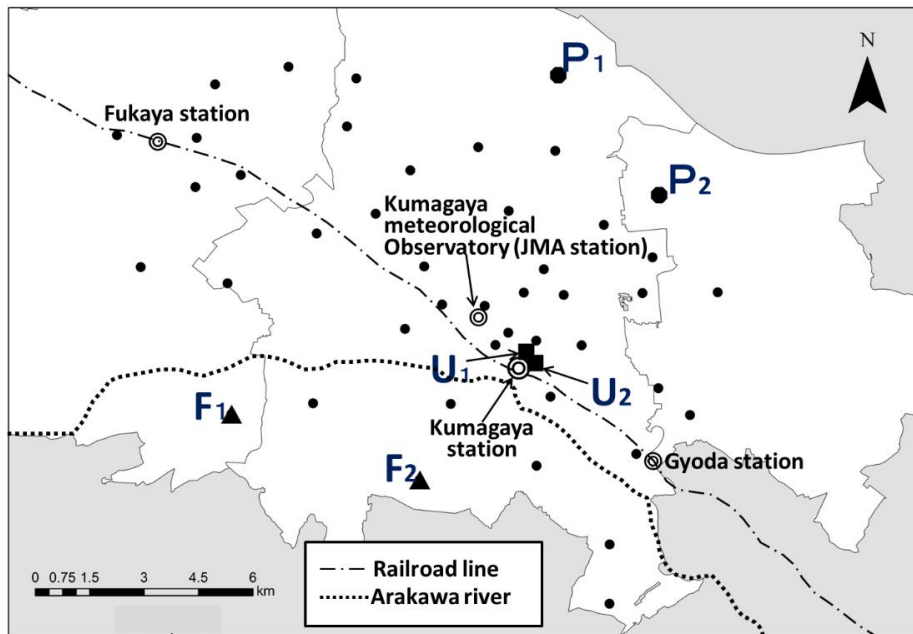 P1
N
Fukaya station
P2
Kumagaya
meteorological
Observatory (JMA station)
U1
U2
F1
Kumagaya
station
F2
Gyoda station
0 0.75 1.5 3 4.5 6
km
Railroad line
Arakawa river